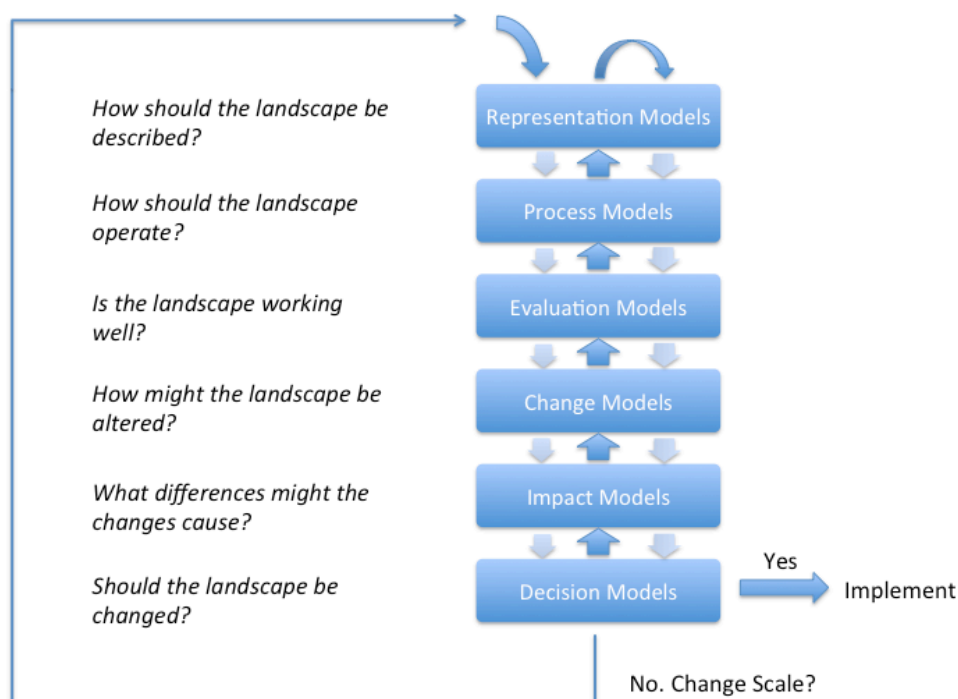 How should the landscape be
described?
Representation Models
How should the landscape
operate?
Process Models
Is the landscape working
well?
Evaluation Models
How might the landscape be
altered?
Change Models
What differences might the
changes cause?
Impact Models
Should the landscape be
changed?
Decision Models
Yes
Implement
No. Change Scale?